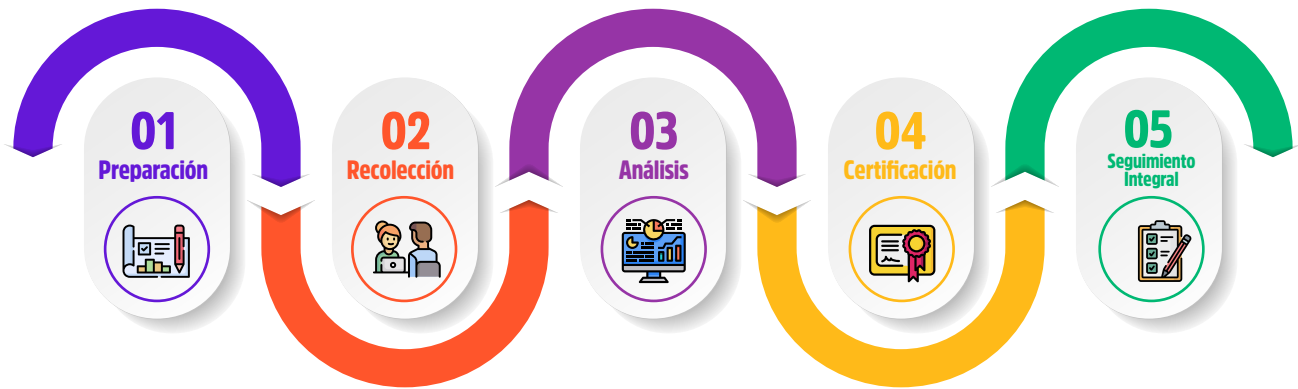 01
Preparación
02
Recolección
03
Análisis
04
Certificación
05
Seguimiento
Integral